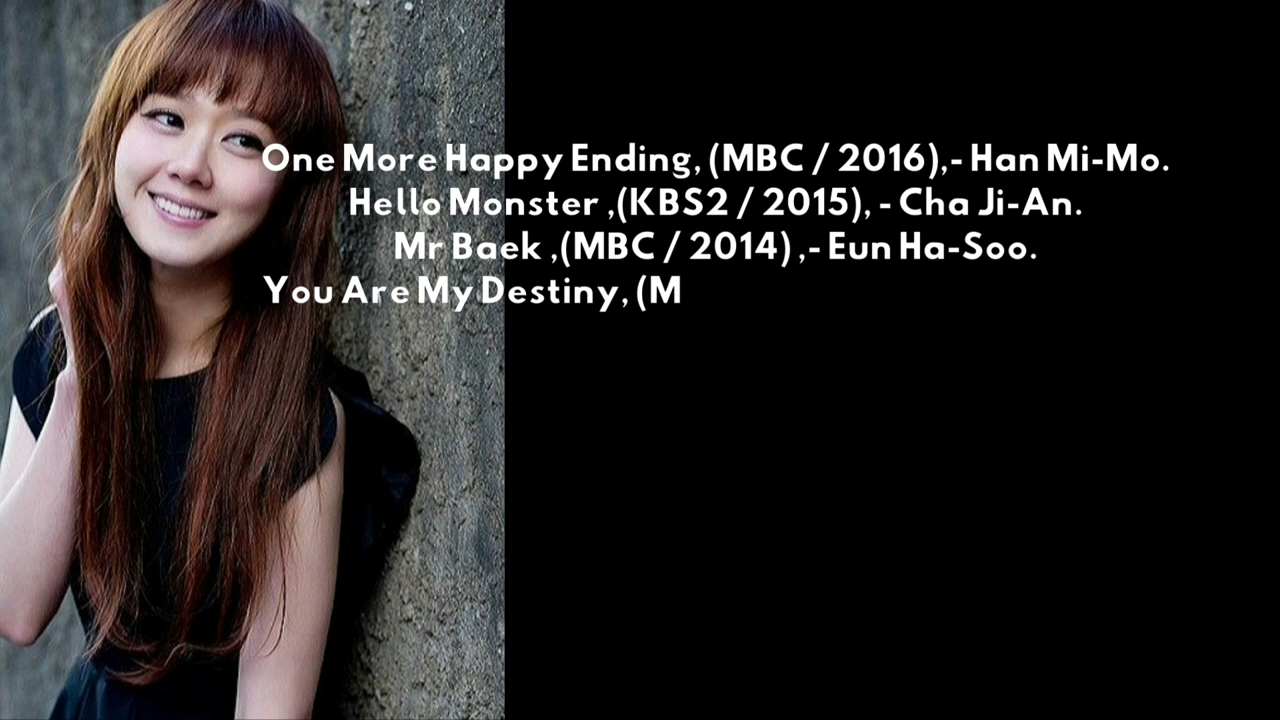 One More Happy Ending, (MBC / 2016),- Han Mi-Mo.
Hello Monster ,(KBS2 / 2015), - Cha Ji-An.
Mr Baek ,(MBC / 2014) ,- Eun Ha-Soo.
You Are My Destiny, (M